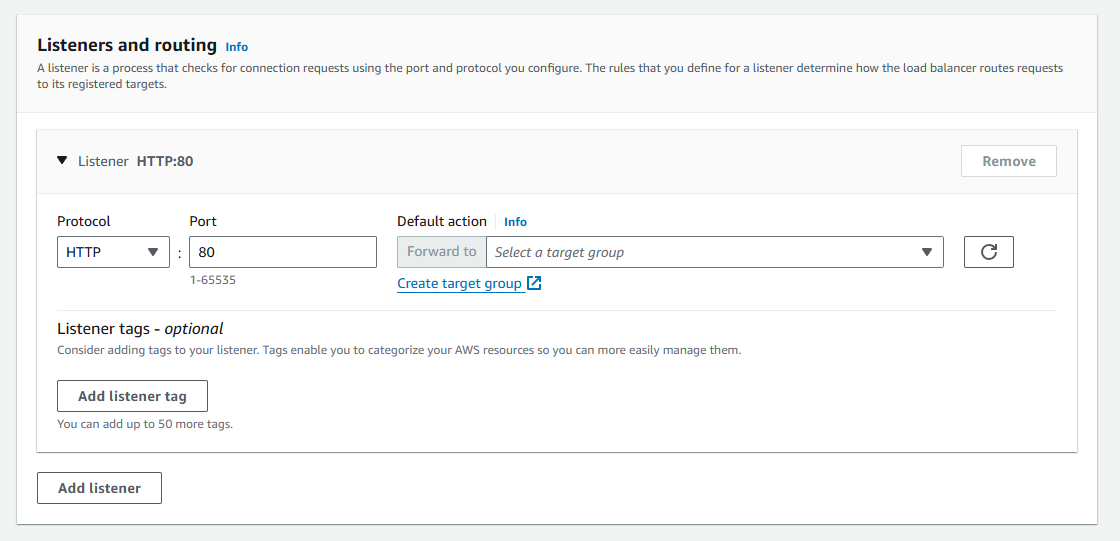 Listeners and routing Info
A listener is a process that checks for connection requests using the port and protocol you configure. The rules that you define for a listener determine how the load balancer routes requests
to its registered targets.
Listener HTTP:80
Remove
Protocol Port Default action Info
HTTP : 80 Forward to Select a target group
1-65535 Create target group
Listener tags - optional
Consider adding tags to your listener. Tags enable you to categorize your AWS resources so you can more easily manage them.
Add listener tag
You can add up to 50 more tags.
Add listener